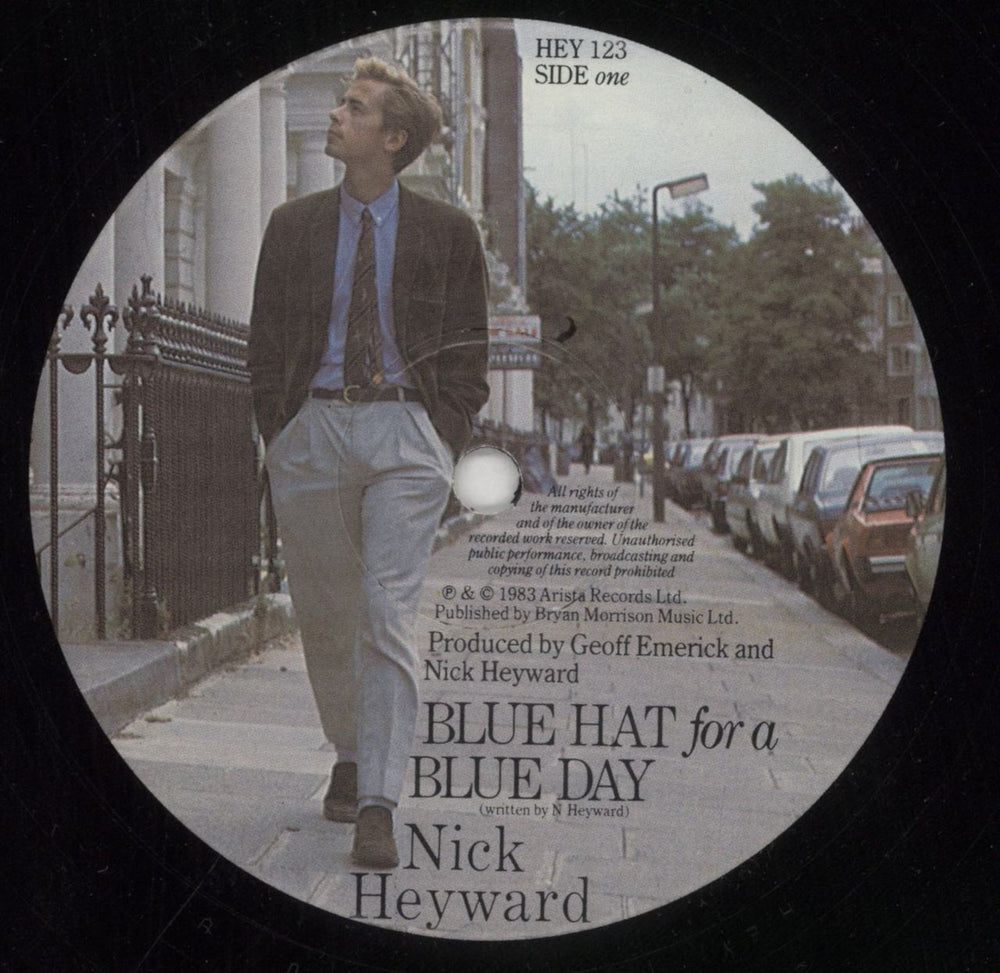 HEY 123
SIDE one
All rights of
the manufacturer
and of the owner of the
recorded work reserved. Unauthorised
public performance, broadcasting and
copying of this record prohibited
℗ & © 1983 Arista Records Ltd.
Published by Bryan Morrison Music Ltd.
Produced by Geoff Emerick and
Nick Heyward
BLUE HAT for a
BLUE DAY
(written by N Heyward)
Nick
Heyward